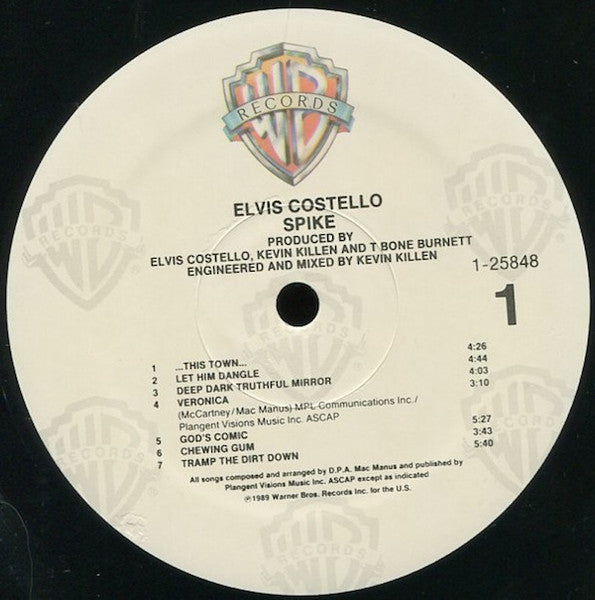 WB
RECORDS
ELVIS COSTELLO
SPIKE
PRODUCED BY
ELVIS COSTELLO, KEVIN KILLEN AND T BONE BURNETT
ENGINEERED AND MIXED BY KEVIN KILLEN
1-25848
1
1 ...THIS TOWN... 4:26
2 LET HIM DANGLE 4:44
3 DEEP DARK TRUTHFUL MIRROR 4:03
4 VERONICA 3:10
(McCartney/Mac Manus) MPL Communications Inc./
Plangent Visions Music Inc. ASCAP
5 GOD'S COMIC 5:27
6 CHEWING GUM 3:43
7 TRAMP THE DIRT DOWN 5:40
All songs composed and arranged by D.P.A. Mac Manus and published by
Plangent Visions Music Inc. ASCAP except as indicated
℗1989 Warner Bros. Records Inc. for the U.S.